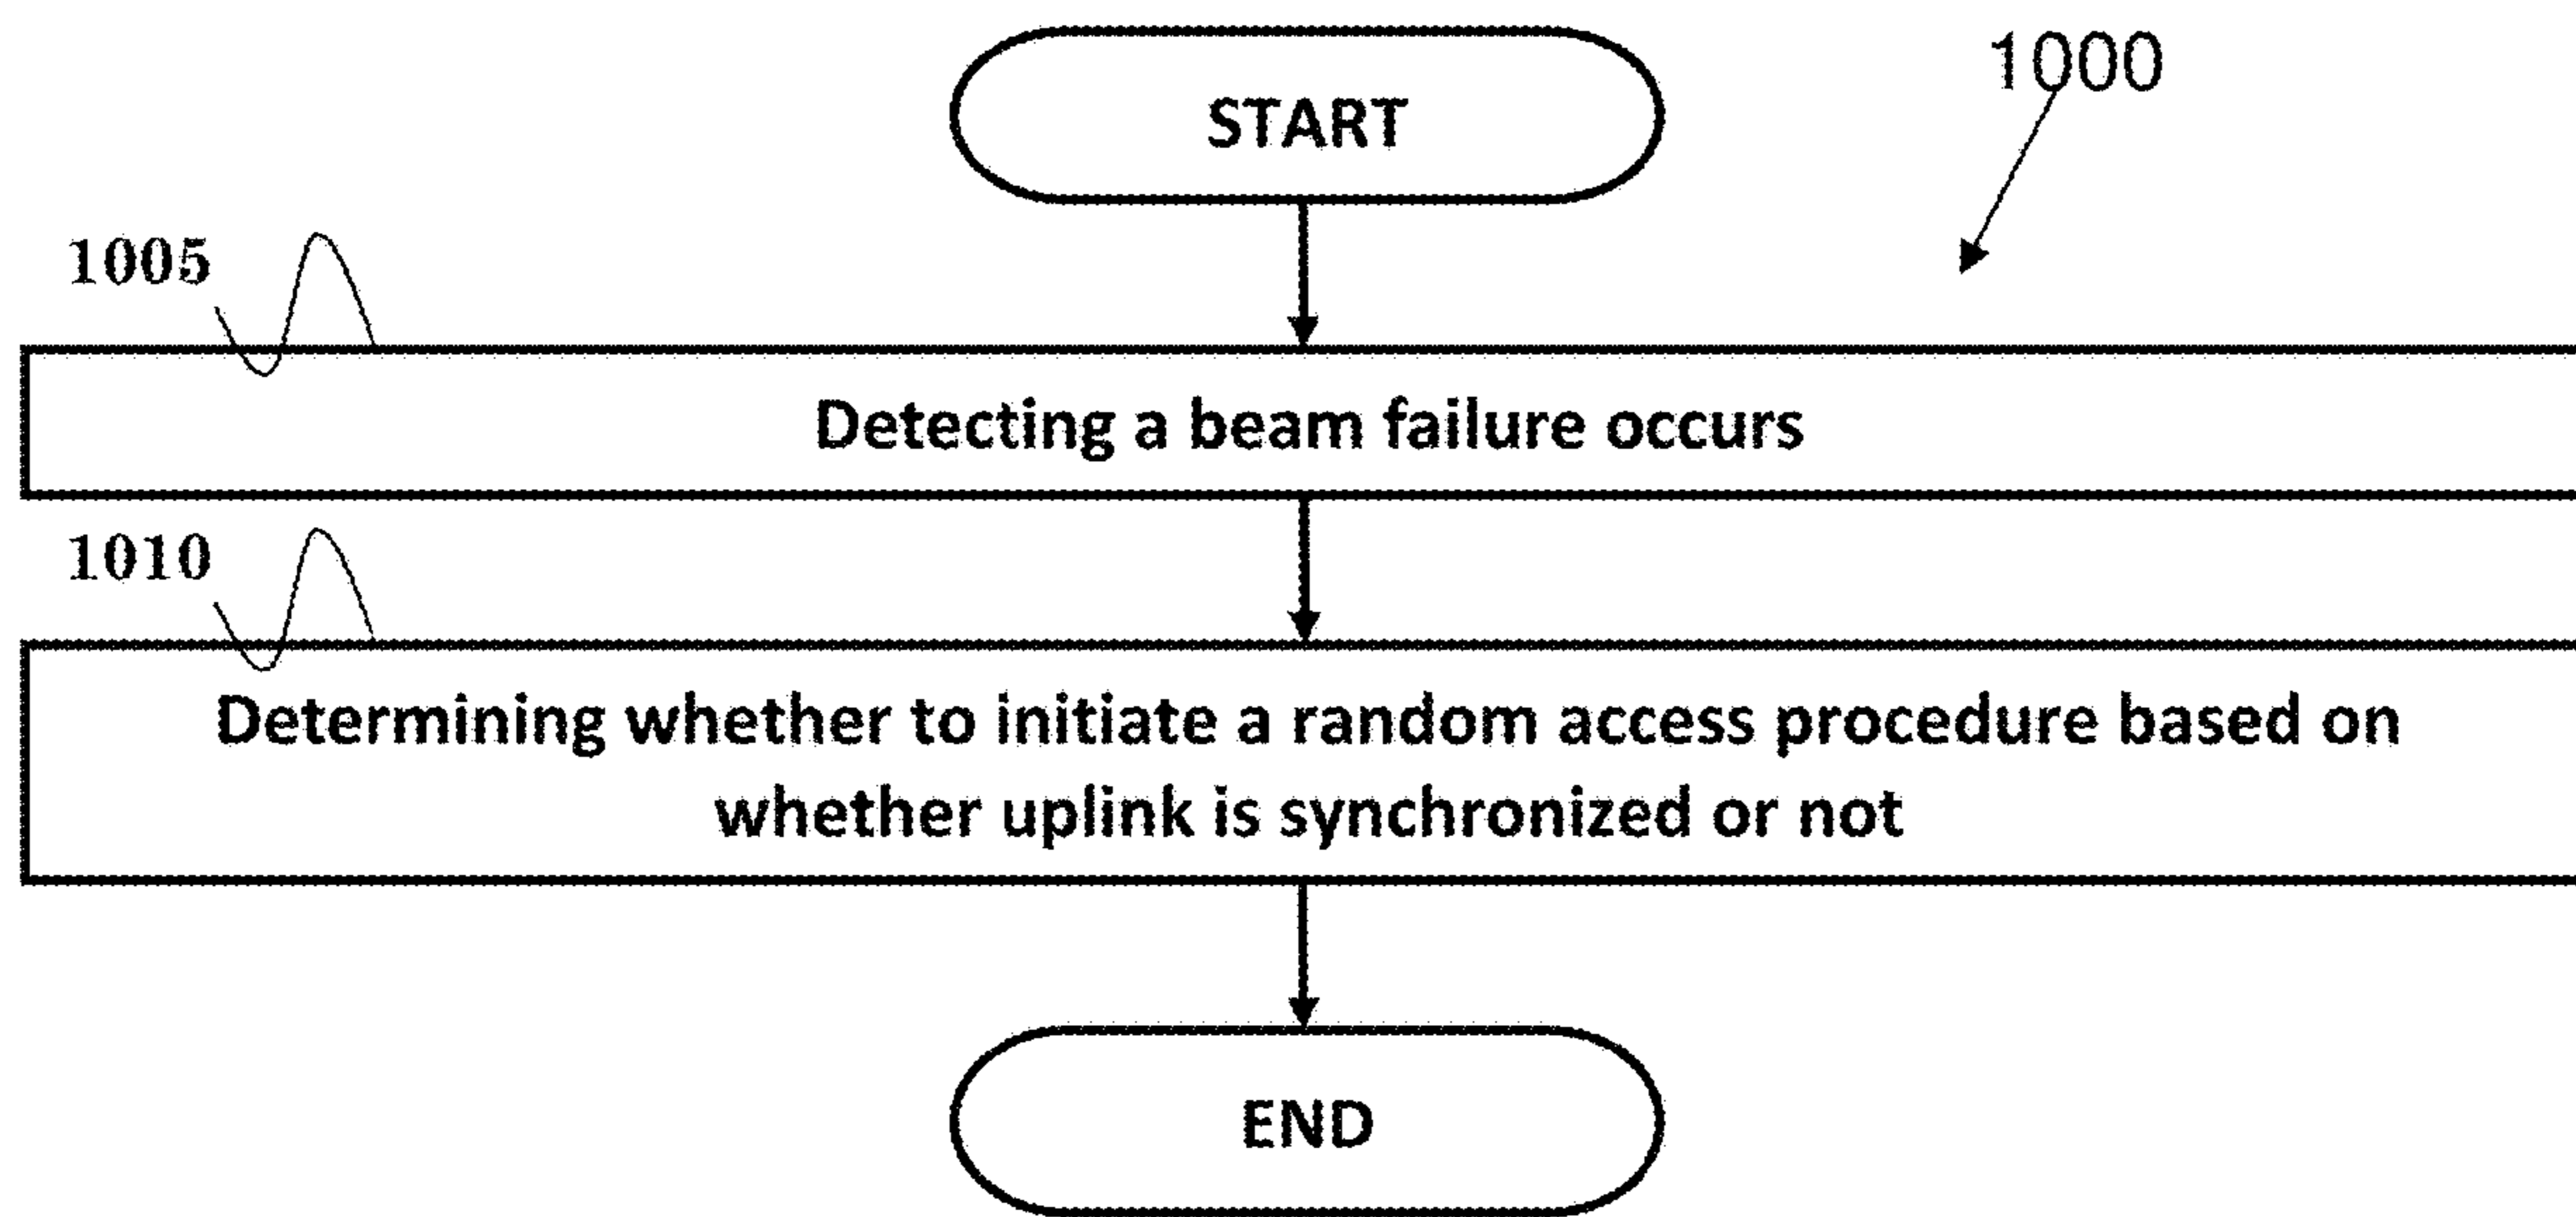 START
1000
1005
Detecting a beam failure occurs
1010
Determining whether to initiate a random access procedure based on
whether uplink is synchronized or not
END